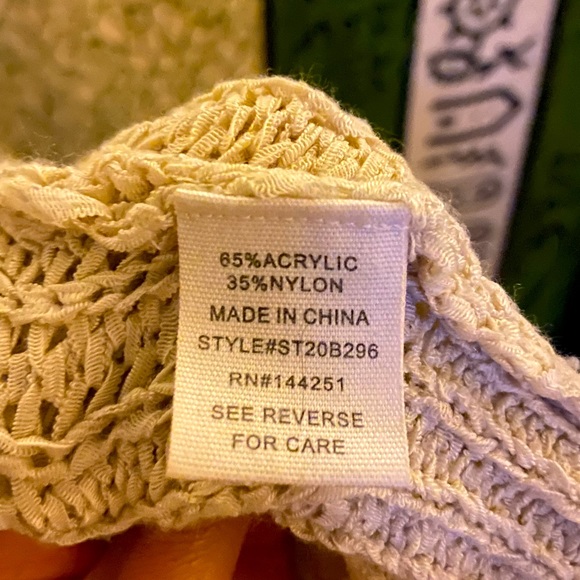 65%ACRYLIC
35%NYLON
MADE IN CHINA
STYLE#ST20B296
RN#144251
SEE REVERSE
FOR CARE